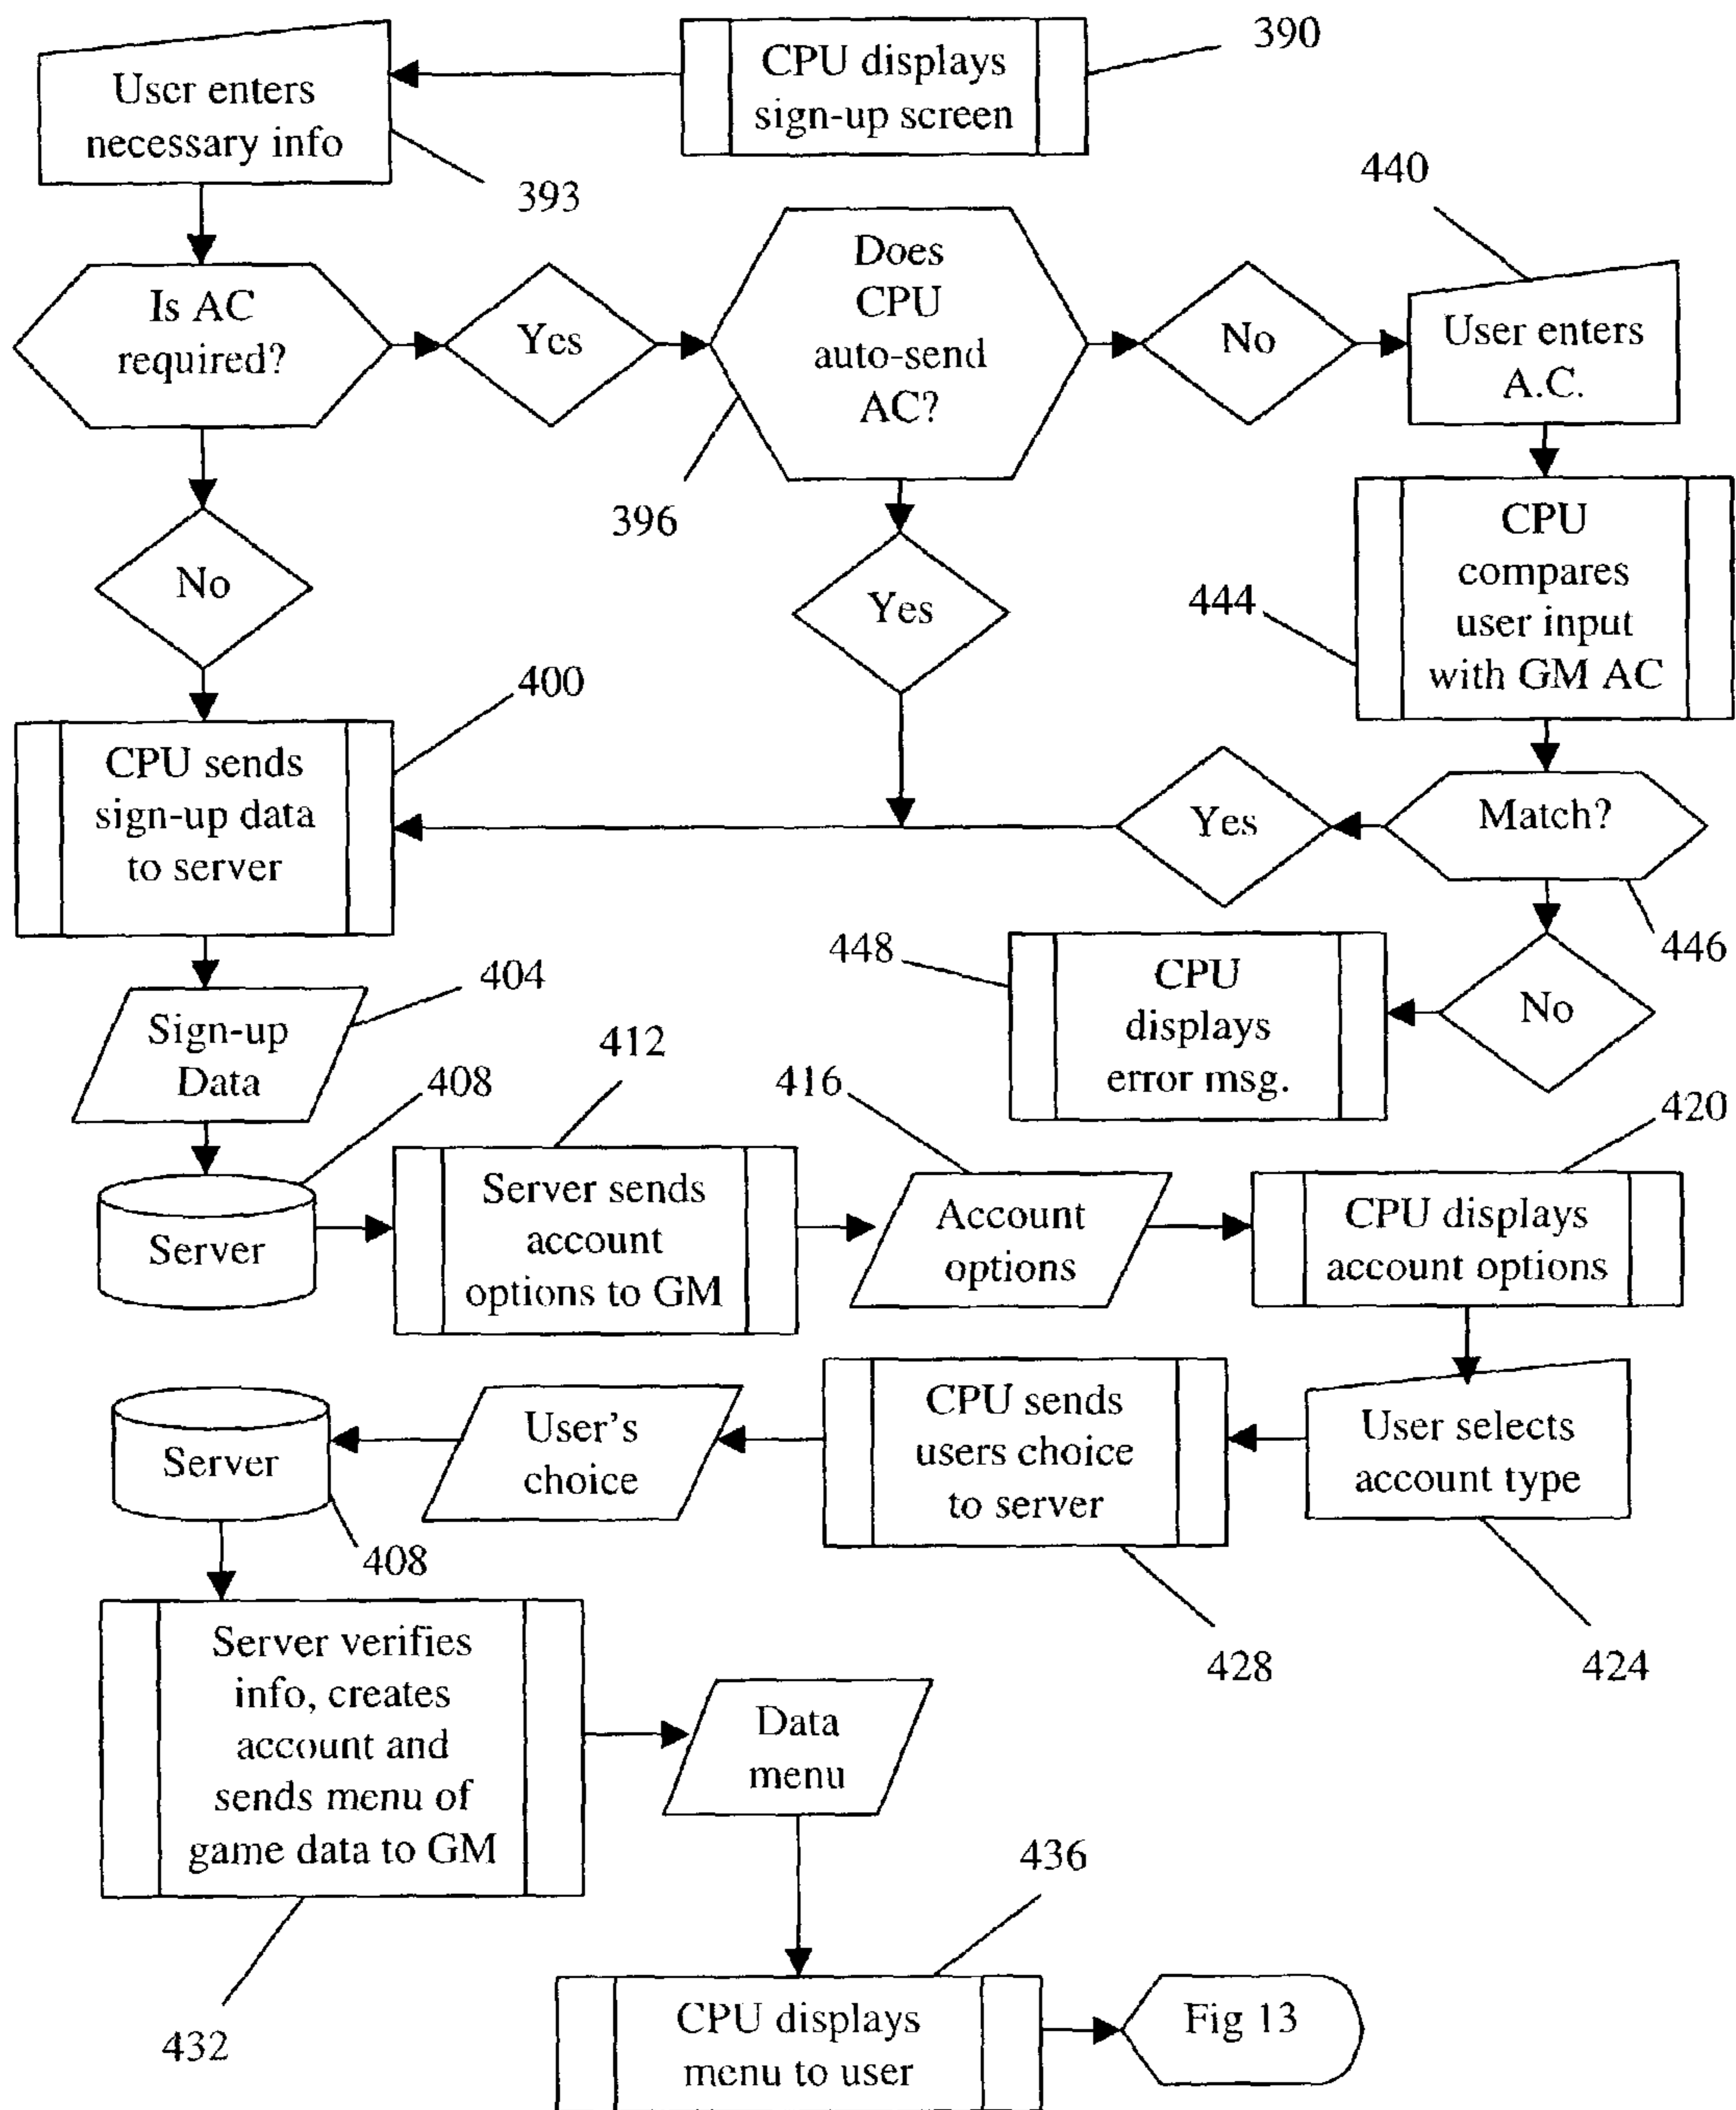 CPU displays
sign-up screen
390
User enters
necessary info
393
Is AC
required?
Yes
Does
CPU
auto-send
AC?
396
No
440
User enters
A.C.
No
Yes
444
CPU
compares
user input
with GM AC
400
CPU sends
sign-up data
to server
Yes
Match?
446
448
CPU
displays
error msg.
No
404
Sign-up
Data
408
Server
412
Server sends
account
options to GM
416
Account
options
420
CPU displays
account options
User selects
account type
424
CPU sends
users choice
to server
428
User's
choice
Server
408
Server verifies
info, creates
account and
sends menu of
game data to GM
432
Data
menu
436
CPU displays
menu to user
Fig 13